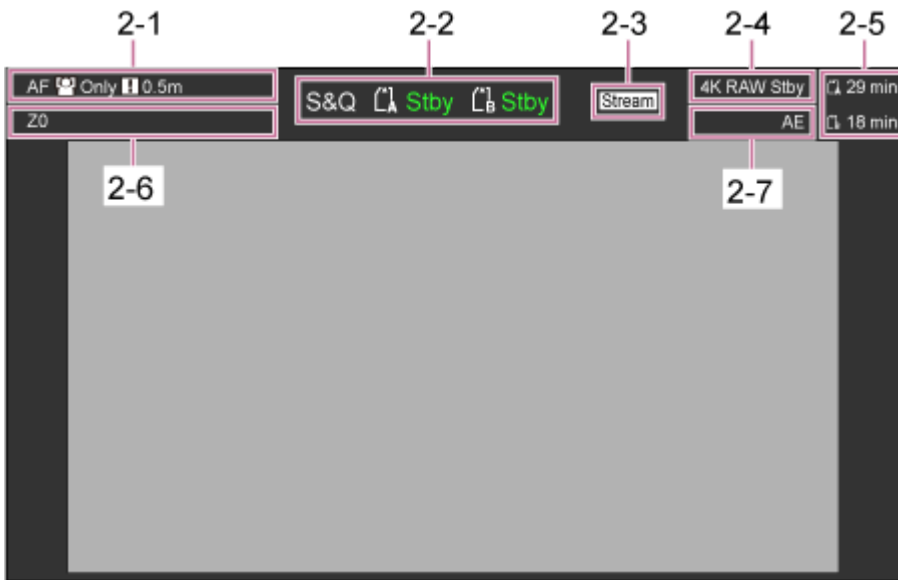 2-1 2-2 2-3 2-4 2-5
AF Only 0.5m S&Q A Stby B Stby Stream 4K RAW Stby A 29 min
Z0 AE B 18 min
2-6 2-7